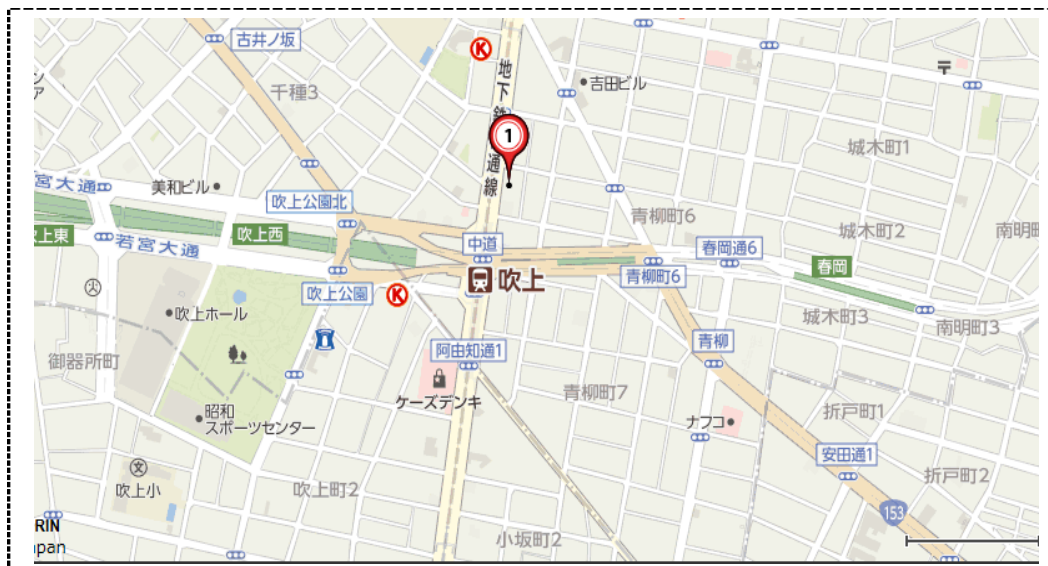 古井ノ坂
K
地下鉄
通線
吉田ビル
〒
千種3
1
城木町1
若宮大通
美和ビル
吹上公園北
青柳町6
城木町2
南明町
吹上東
若宮大通
吹上西
中道
春岡通6
春岡
吹上
青柳町6
吹上公園
K
吹上ホール
城木町3
南明町3
御器所町
阿由知通1
青柳
ケーズデンキ
青柳町7
昭和
スポーツセンター
ナフコ
折戸町1
文
吹上小
吹上町2
安田通1
折戸町2
153
RIN
小坂町2
apan